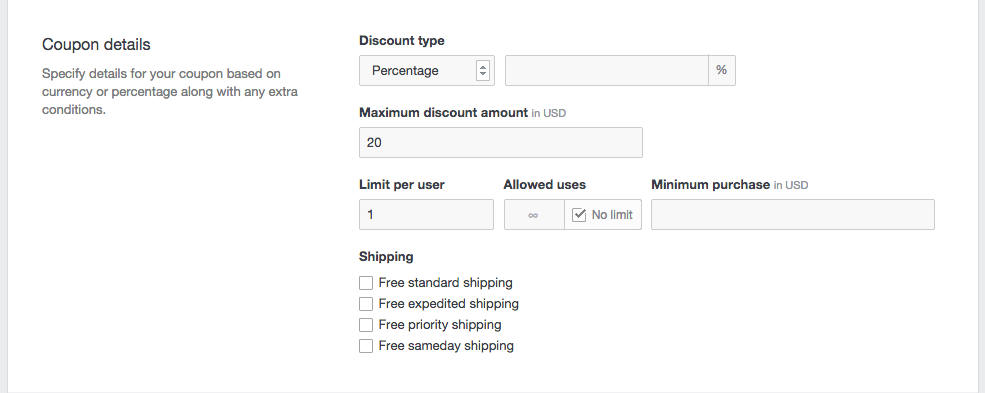 Coupon details
Specify details for your coupon based on
currency or percentage along with any extra
conditions.
Discount type
Percentage %
Maximum discount amount in USD
20
Limit per user Allowed uses Minimum purchase in USD
1 ∞ No limit
Shipping
Free standard shipping
Free expedited shipping
Free priority shipping
Free sameday shipping